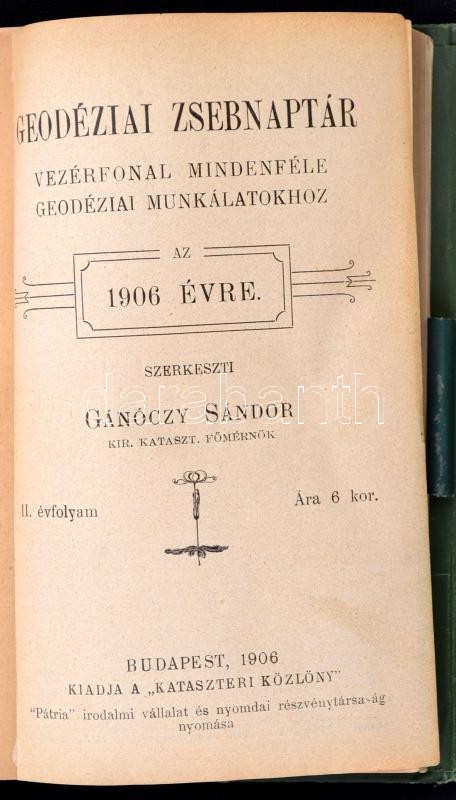 GEODÉZIAI ZSEBNAPTÁR
VEZÉRFONAL MINDENFÉLE
GEODÉZIAI MUNKÁLATOKHOZ
AZ
1906 ÉVRE.
SZERKESZTI
darabanth
GÁNÓCZY SÁNDOR
KIR. KATASZT. FŐMÉRNÖK
II. évfolyam
Ára 6 kor.
BUDAPEST, 1906
KIADJA A „KATASZTERI KÖZLÖNY"
"Pátria" irodalmi vállalat és nyomdai részvénytársaság
nyomása